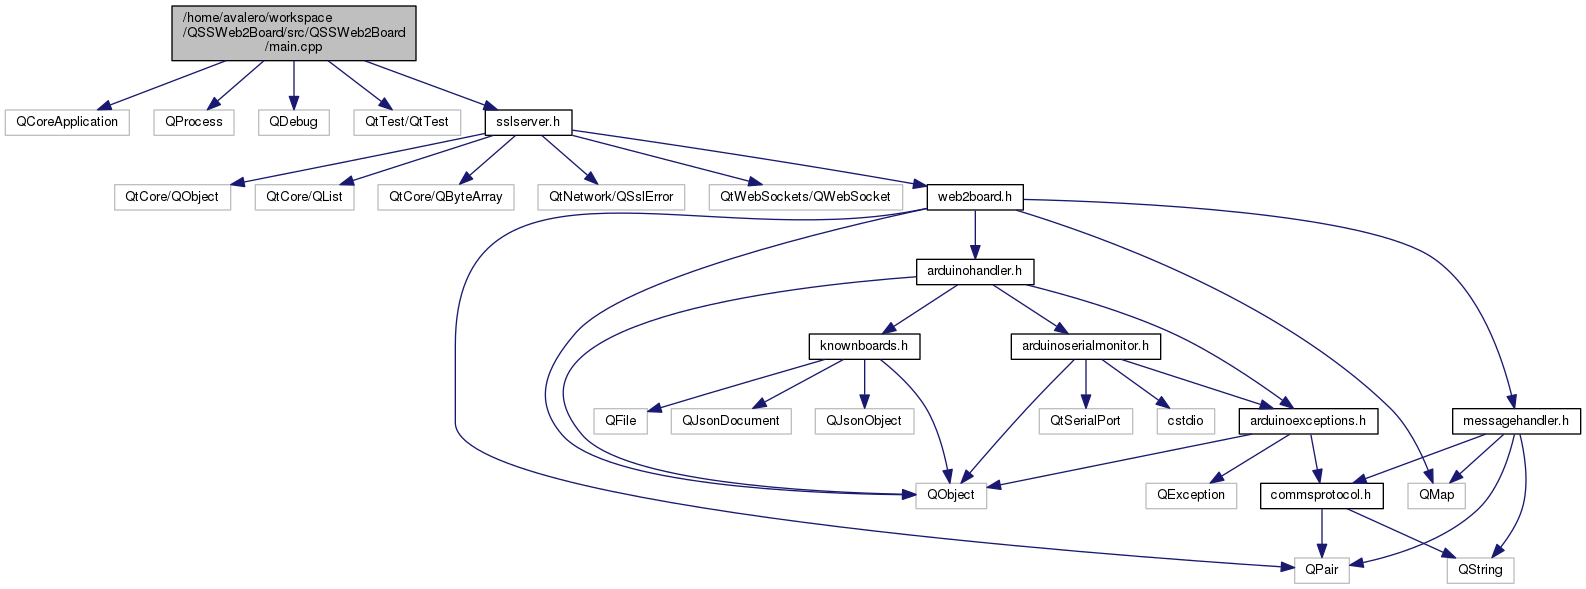 /home/avalero/workspace
/QSSWeb2Board/src/QSSWeb2Board
/main.cpp
QCoreApplication
QProcess
QDebug
QtTest/QtTest
sslserver.h
QtCore/QObject
QtCore/QList
QtCore/QByteArray
QtNetwork/QSslError
QtWebSockets/QWebSocket
web2board.h
arduinohandler.h
knownboards.h
arduinoserialmonitor.h
QFile
QJsonDocument
QJsonObject
QtSerialPort
cstdio
arduinoexceptions.h
messagehandler.h
QObject
QException
commsprotocol.h
QMap
QPair
QString